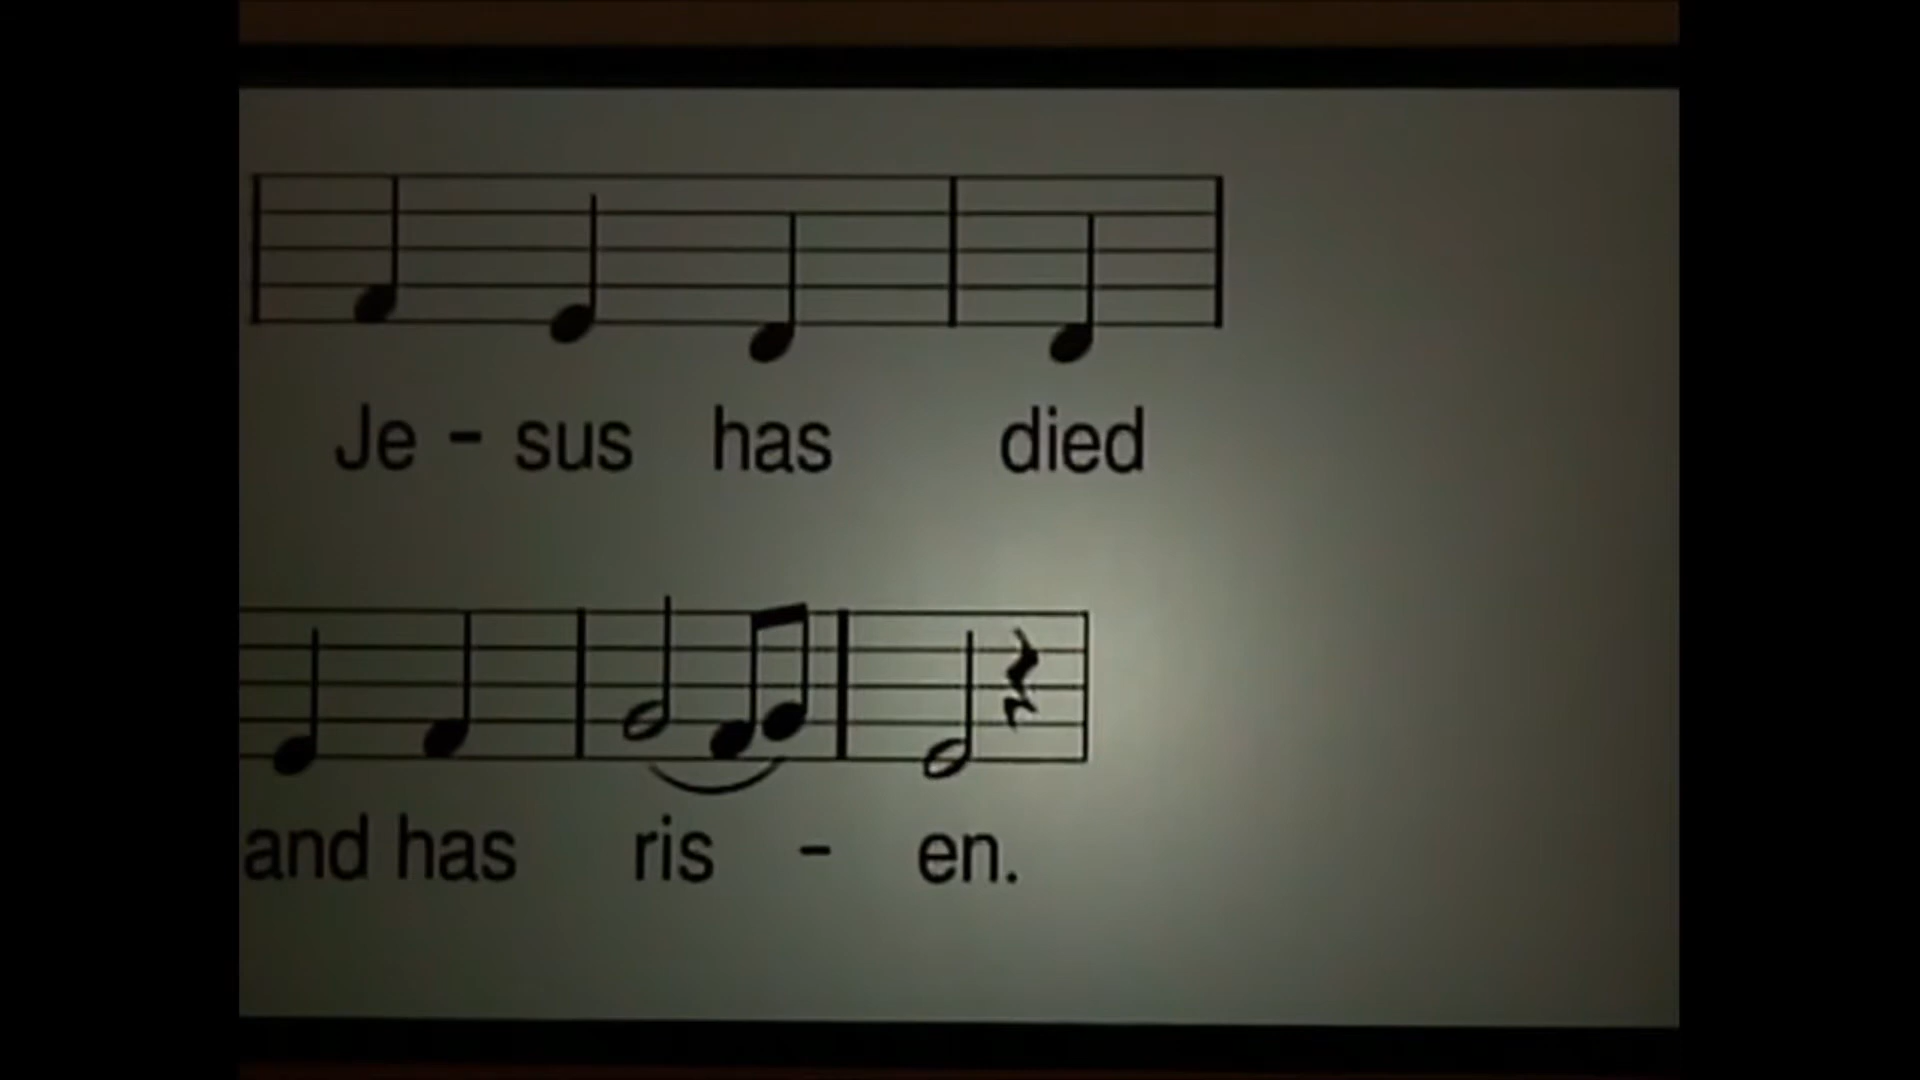 Je - sus has died
and has ris - en.